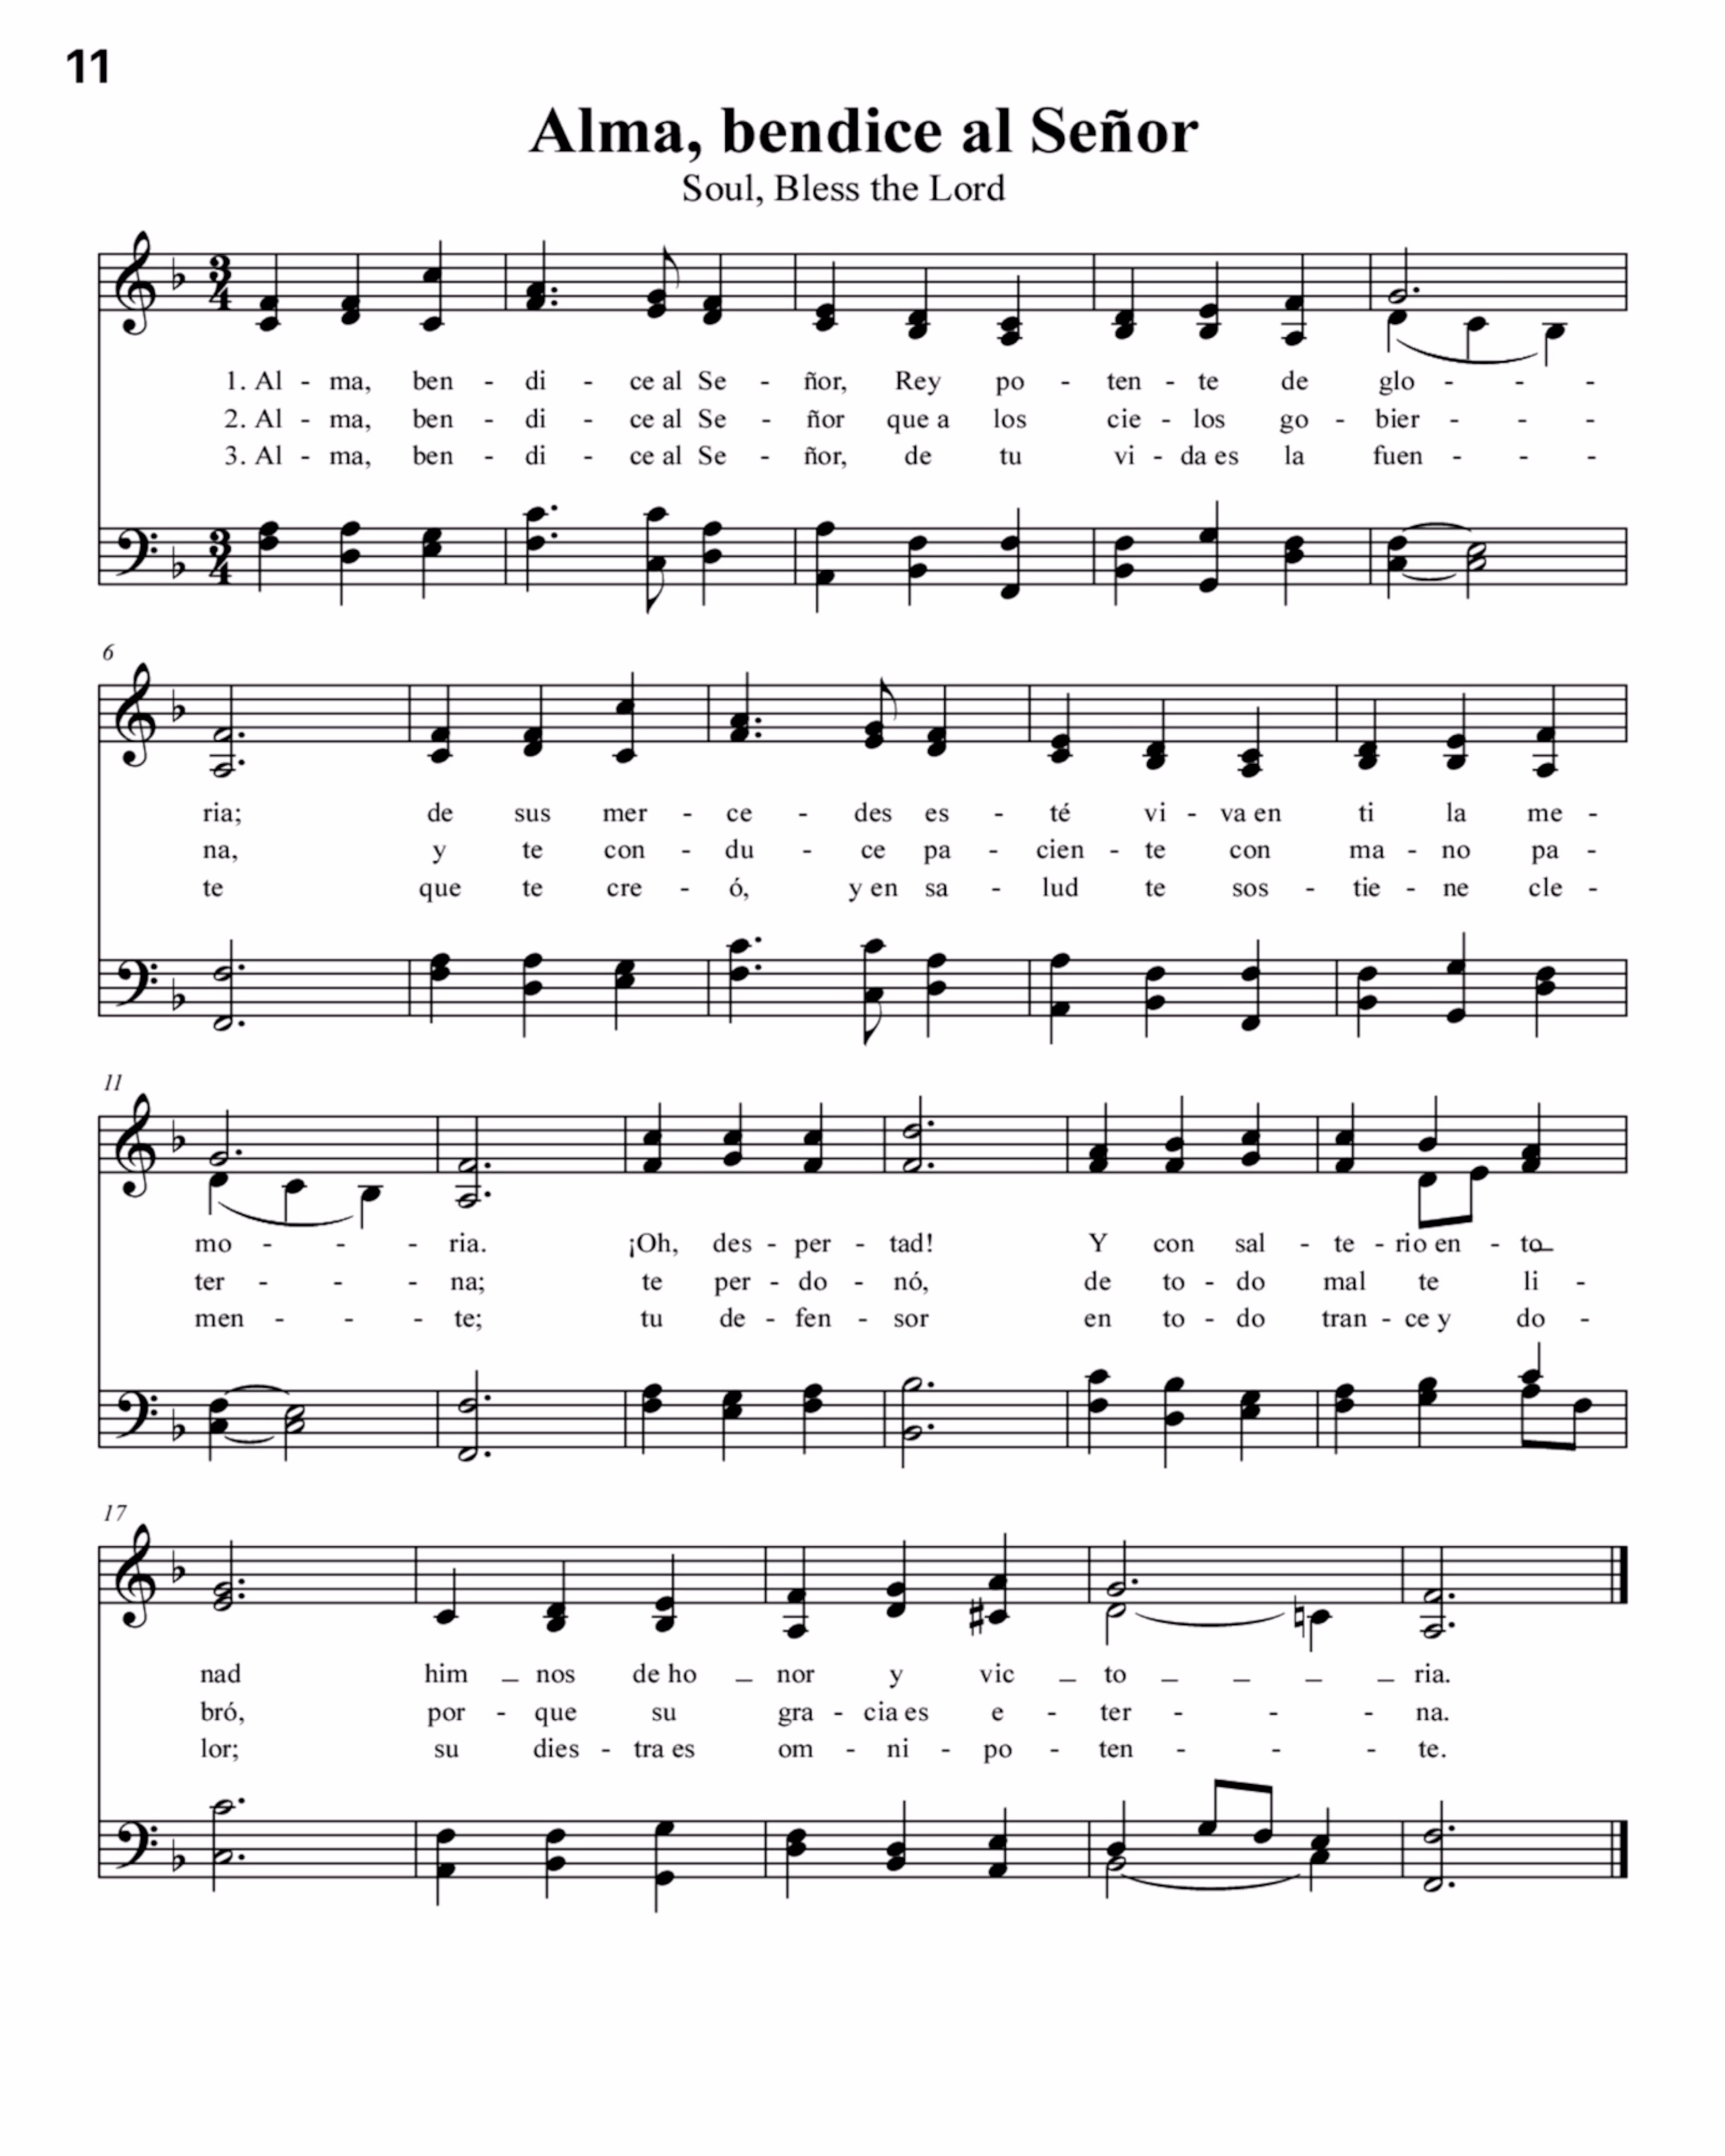 11
Alma, bendice al Señor
Soul, Bless the Lord
3
4
1. Al - ma, ben - di - ce al Se - ñor, Rey po - ten - te de glo - - -
2. Al - ma, ben - di - ce al Se - ñor que a los cie - los go - bier - - -
3. Al - ma, ben - di - ce al Se - ñor, de tu vi - da es la fuen - - -
3
4
6
ria; de sus mer - ce - des es - té vi - va en ti la me -
na, y te con - du - ce pa - cien - te con ma - no pa -
te que te cre - ó, y en sa - lud te sos - tie - ne cle -
11
mo - - - ria. ¡Oh, des - per - tad! Y con sal - te - rio en - to
ter - - - na; te per - do - nó, de to - do mal te li -
men - - - te; tu de - fen - sor en to - do tran - ce y do -
17
nad him _ nos de ho _ nor y vic _ to _ _ _ _ ria.
bró, por - que su gra - cia es e - ter - - - na.
lor; su dies - tra es om - ni - po - ten - - - te.